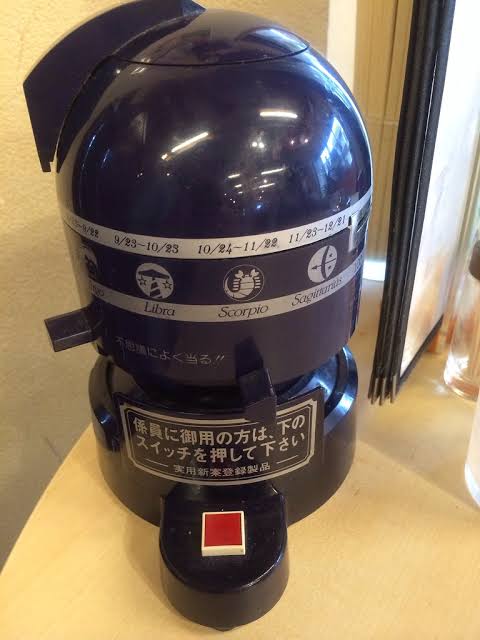 9/23~10/23 10/24~11/22 11/23~12/21
Libra Scorpio Sagittarius
不思議によく当る!!
係員に御用の方は、下の
スイッチを押して下さい
実用新案登録製品